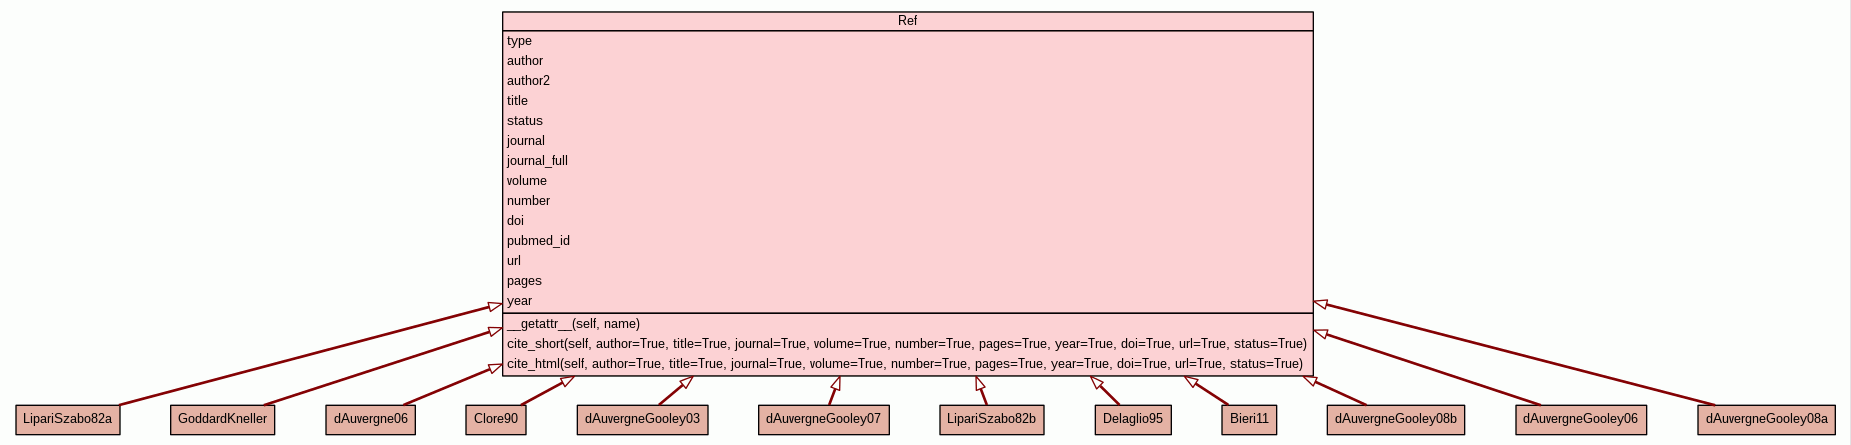 Ref
type
author
author2
title
status
journal
journal_full
volume
number
doi
pubmed_id
url
pages
year
__getattr__(self, name)
cite_short(self, author=True, title=True, journal=True, volume=True, number=True, pages=True, year=True, doi=True, url=True, status=True)
cite_html(self, author=True, title=True, journal=True, volume=True, number=True, pages=True, year=True, doi=True, url=True, status=True)
LipariSzabo82a GoddardKneller dAuvergne06 Clore90 dAuvergneGooley03 dAuvergneGooley07 LipariSzabo82b Delaglio95 Bieri11 dAuvergneGooley08b dAuvergneGooley06 dAuvergneGooley08a